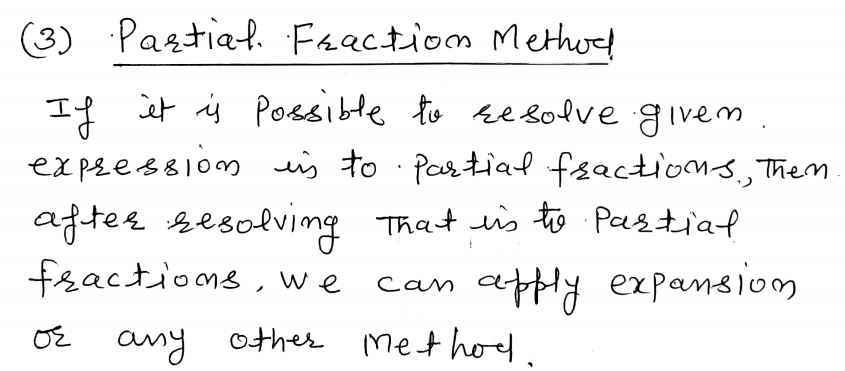 (3) Partial Fraction Method
If it is Possible to resolve given
expression in to Partial fractions, Then
after resolving That in to Partial
fractions, we can apply expansion
or any other Method.